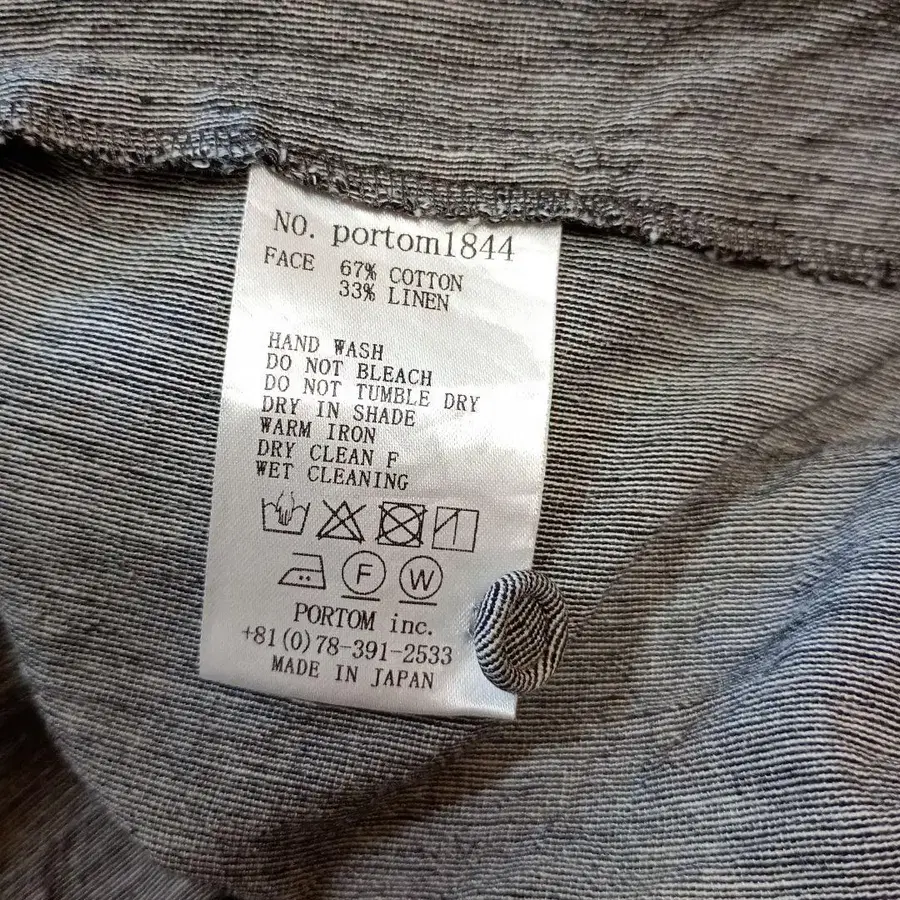 NO. portom1844
FACE 67% COTTON
33% LINEN
HAND WASH
DO NOT BLEACH
DO NOT TUMBLE DRY
DRY IN SHADE
WARM IRON
DRY CLEAN F
WET CLEANING
F W
PORTOM inc.
+81(0)78-391-2533
MADE IN JAPAN